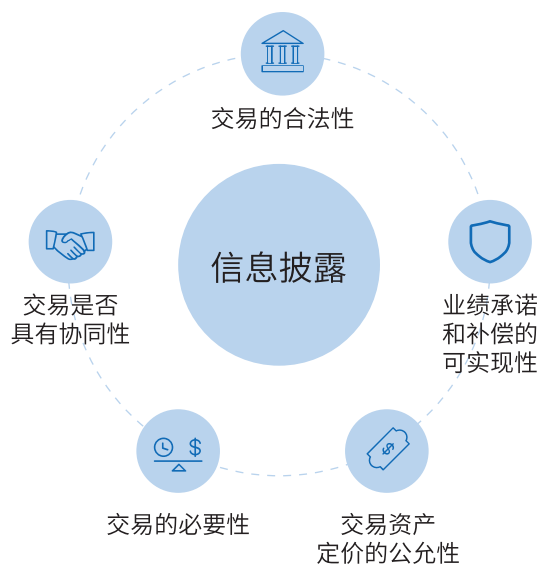 交易的合法性
信息披露
交易是否
具有协同性
业绩承诺
和补偿的
可实现性
交易的必要性
交易资产
定价的公允性